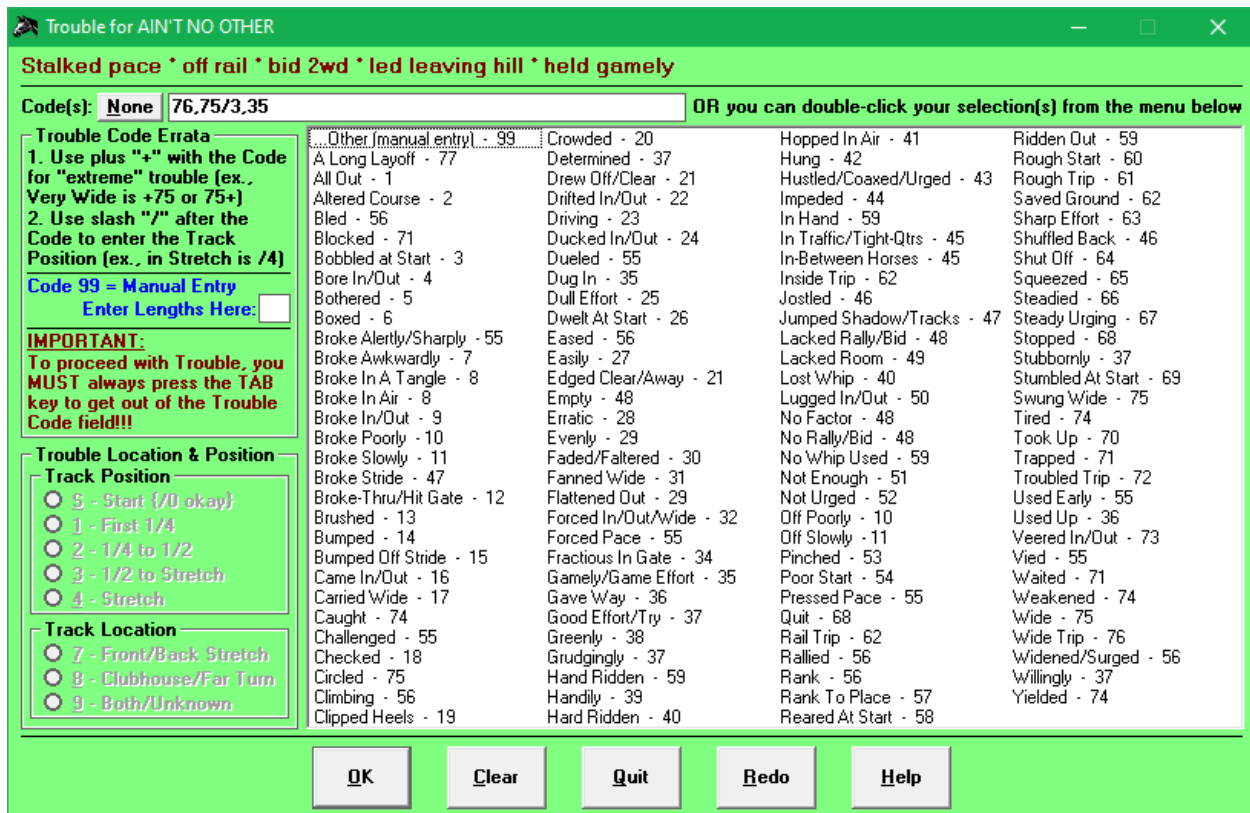 Trouble for AIN'T NO OTHER
Stalked pace * off rail * bid 2wd * led leaving hill * held gamely
Code(s): None 76,75/3,35 OR you can double-click your selection(s) from the menu below
Trouble Code Errata
1. Use plus "+" with the Code
for "extreme" trouble (ex.,
Very Wide is +75 or 75+)
2. Use slash "/" after the
Code to enter the Track
Position (ex., in Stretch is /4)
Code 99 = Manual Entry
Enter Lengths Here:
IMPORTANT:
To proceed with Trouble, you
MUST always press the TAB
key to get out of the Trouble
Code field!!!
Trouble Location & Position
Track Position
S - Start {/0 okay}
1 - First 1/4
2 - 1/4 to 1/2
3 - 1/2 to Stretch
4 - Stretch
Track Location
7 - Front/Back Stretch
8 - Clubhouse/Far Turn
9 - Both/Unknown
...Other (manual entry) - 99
A Long Layoff - 77
All Out - 1
Altered Course - 2
Bled - 56
Blocked - 71
Bobbled at Start - 3
Bore In/Out - 4
Bothered - 5
Boxed - 6
Broke Alertly/Sharply - 55
Broke Awkwardly - 7
Broke In A Tangle - 8
Broke In Air - 8
Broke In/Out - 9
Broke Poorly - 10
Broke Slowly - 11
Broke Stride - 47
Broke-Thru/Hit Gate - 12
Brushed - 13
Bumped - 14
Bumped Off Stride - 15
Came In/Out - 16
Carried Wide - 17
Caught - 74
Challenged - 55
Checked - 18
Circled - 75
Climbing - 56
Clipped Heels - 19
Crowded - 20
Determined - 37
Drew Off/Clear - 21
Drifted In/Out - 22
Driving - 23
Ducked In/Out - 24
Dueled - 55
Dug In - 35
Dull Effort - 25
Dwelt At Start - 26
Eased - 56
Easily - 27
Edged Clear/Away - 21
Empty - 48
Erratic - 28
Evenly - 29
Faded/Faltered - 30
Fanned Wide - 31
Flattened Out - 29
Forced In/Out/Wide - 32
Forced Pace - 55
Fractious In Gate - 34
Gamely/Game Effort - 35
Gave Way - 36
Good Effort/Try - 37
Greenly - 38
Grudgingly - 37
Hand Ridden - 59
Handily - 39
Hard Ridden - 40
Hopped In Air - 41
Hung - 42
Hustled/Coaxed/Urged - 43
Impeded - 44
In Hand - 59
In Traffic/Tight-Qtrs - 45
In-Between Horses - 45
Inside Trip - 62
Jostled - 46
Jumped Shadow/Tracks - 47
Lacked Rally/Bid - 48
Lacked Room - 49
Lost Whip - 40
Lugged In/Out - 50
No Factor - 48
No Rally/Bid - 48
No Whip Used - 59
Not Enough - 51
Not Urged - 52
Off Poorly - 10
Off Slowly - 11
Pinched - 53
Poor Start - 54
Pressed Pace - 55
Quit - 68
Rail Trip - 62
Rallied - 56
Rank - 56
Rank To Place - 57
Reared At Start - 58
Ridden Out - 59
Rough Start - 60
Rough Trip - 61
Saved Ground - 62
Sharp Effort - 63
Shuffled Back - 46
Shut Off - 64
Squeezed - 65
Steadied - 66
Steady Urging - 67
Stopped - 68
Stubbornly - 37
Stumbled At Start - 69
Swung Wide - 75
Tired - 74
Took Up - 70
Trapped - 71
Troubled Trip - 72
Used Early - 55
Used Up - 36
Veered In/Out - 73
Vied - 55
Waited - 71
Weakened - 74
Wide - 75
Wide Trip - 76
Widened/Surged - 56
Willingly - 37
Yielded - 74
OK Clear Quit Redo Help